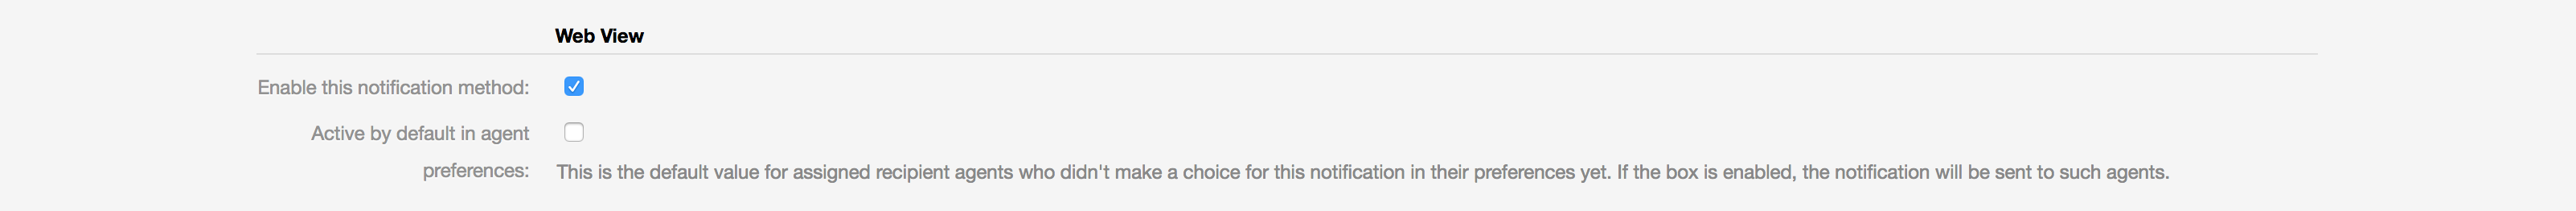 Web View
Enable this notification method:
Active by default in agent
preferences:
This is the default value for assigned recipient agents who didn't make a choice for this notification in their preferences yet. If the box is enabled, the notification will be sent to such agents.